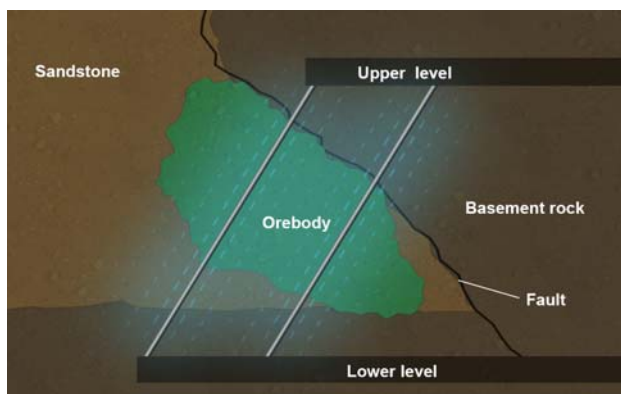 Sandstone
Upper level
Orebody
Basement rock
Fault
Lower level